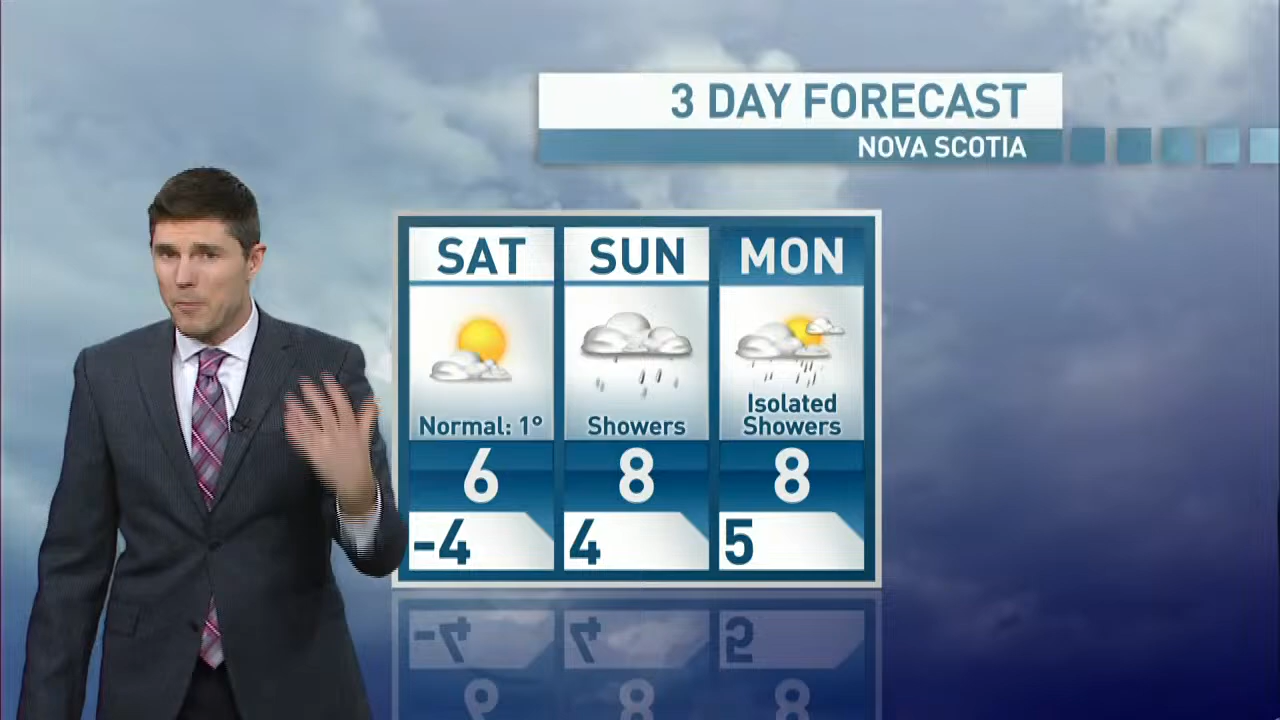 3 DAY FORECAST
NOVA SCOTIA
SAT
SUN
MON
Normal: 1°
Showers
Isolated
Showers
6
8
8
-4
4
5